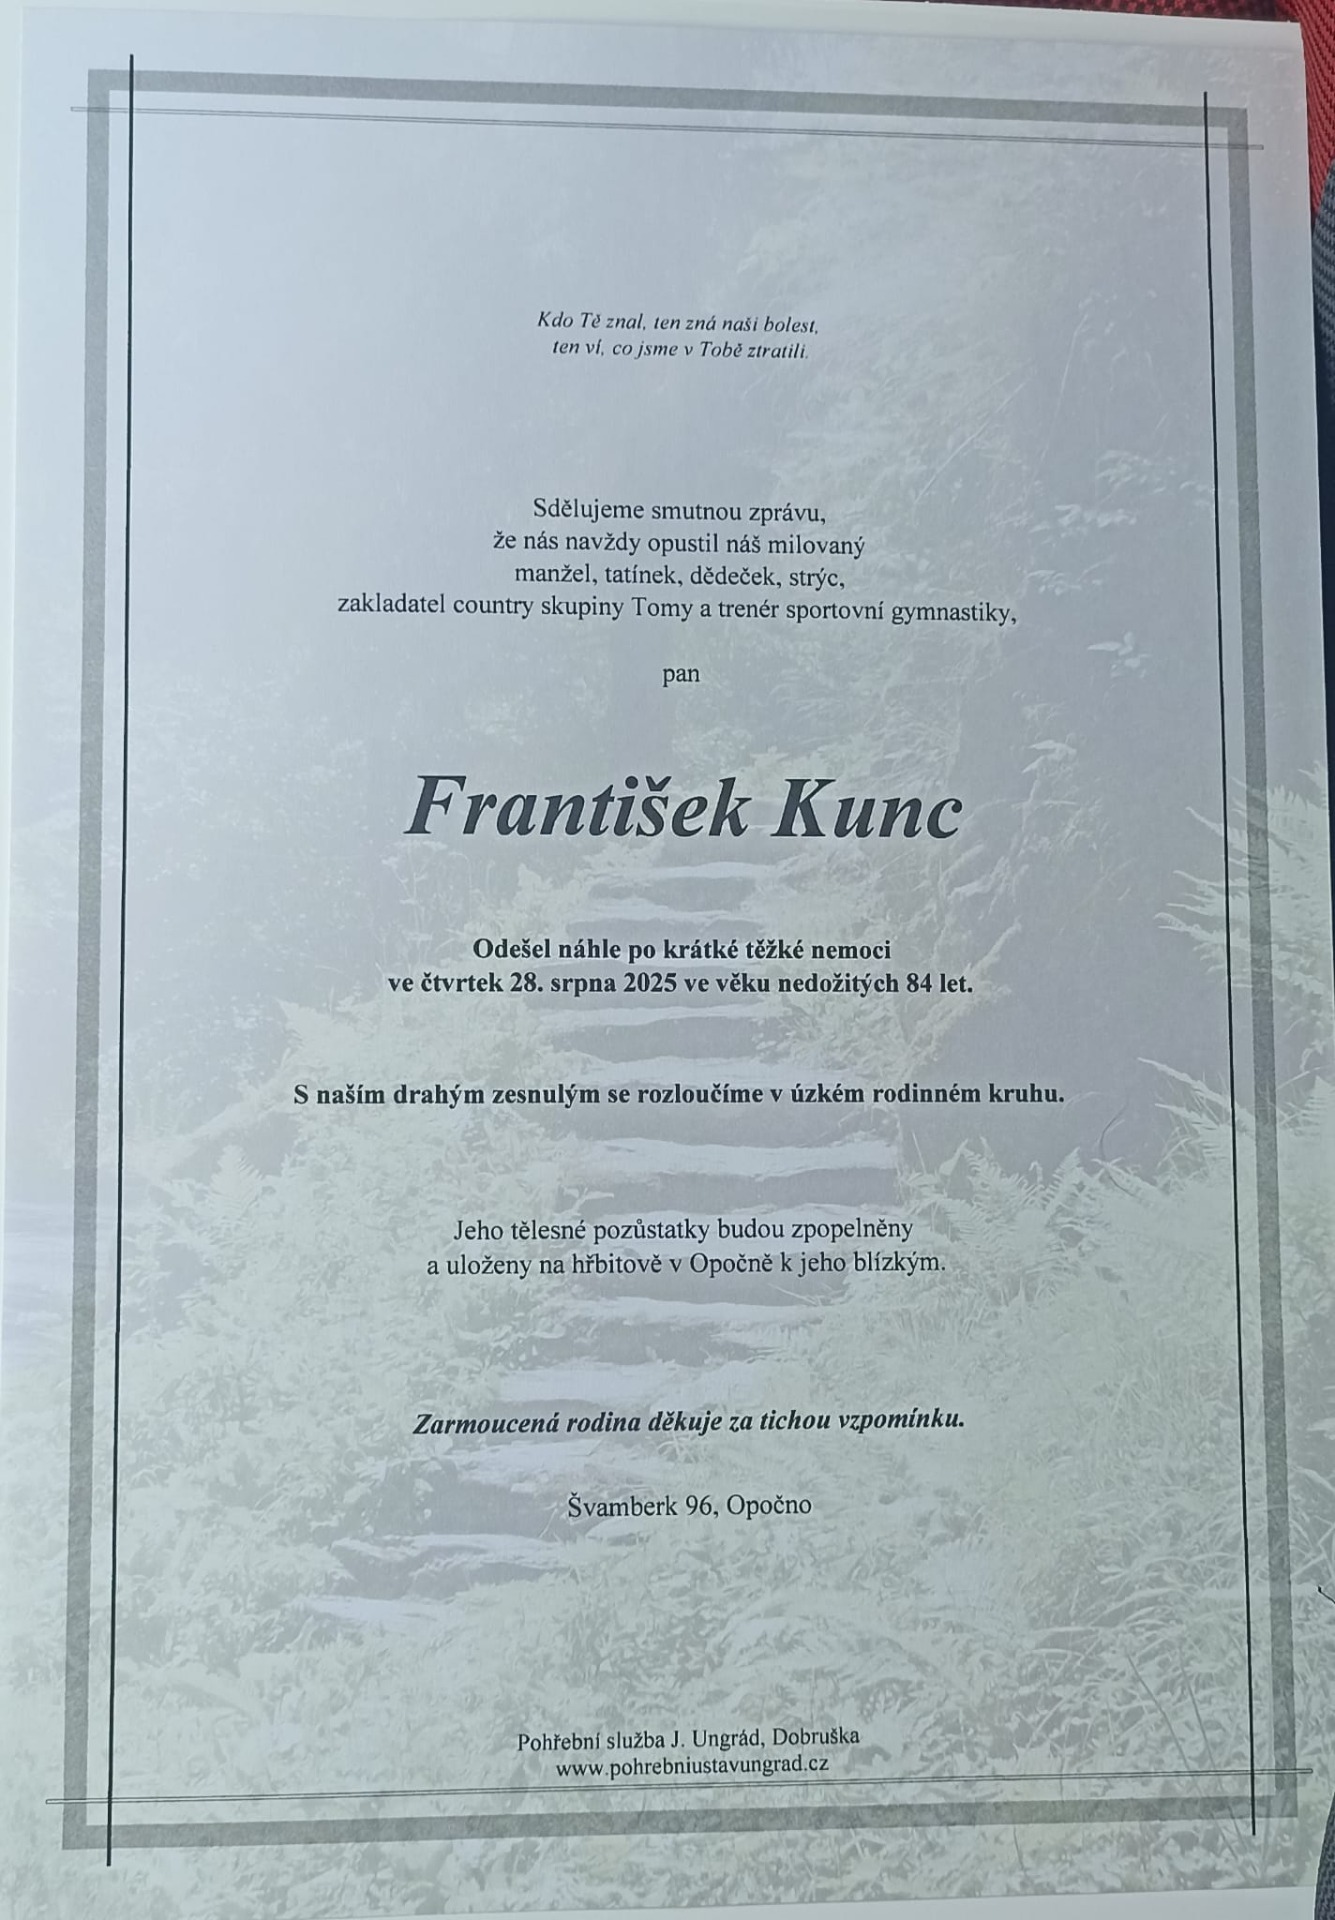 Kdo Tě znal, ten zná naši bolest,
ten ví, co jsme v Tobě ztratili.
Sdělujeme smutnou zprávu,
že nás navždy opustil náš milovaný
manžel, tatínek, dědeček, strýc,
zakladatel country skupiny Tomy a trenér sportovní gymnastiky,
pan
František Kunc
Odešel náhle po krátké těžké nemoci
ve čtvrtek 28. srpna 2025 ve věku nedožitých 84 let.
S naším drahým zesnulým se rozloučíme v úzkém rodinném kruhu.
Jeho tělesné pozůstatky budou zpopelněny
a uloženy na hřbitově v Opočně k jeho blízkým.
Zarmoucená rodina děkuje za tichou vzpomínku.
Švamberk 96, Opočno
Pohřební služba J. Ungrád, Dobruška
www.pohrebniustavungrad.cz